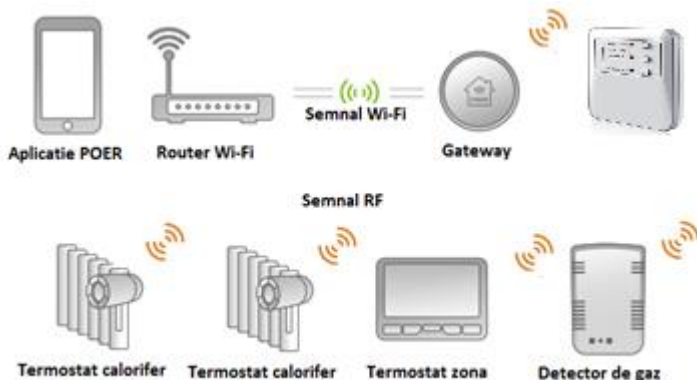 Semnal Wi-Fi
Aplicatie POER
Router Wi-Fi
Gateway
Semnal RF
Termostat calorifer
Termostat calorifer
Termostat zona
Detector de gaz